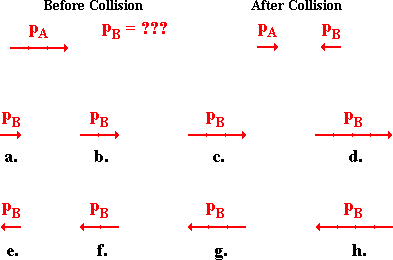 Before Collision After Collision
pA pB = ??? pA pB
pB pB pB pB
a. b. c. d.
pB pB pB pB
e. f. g. h.